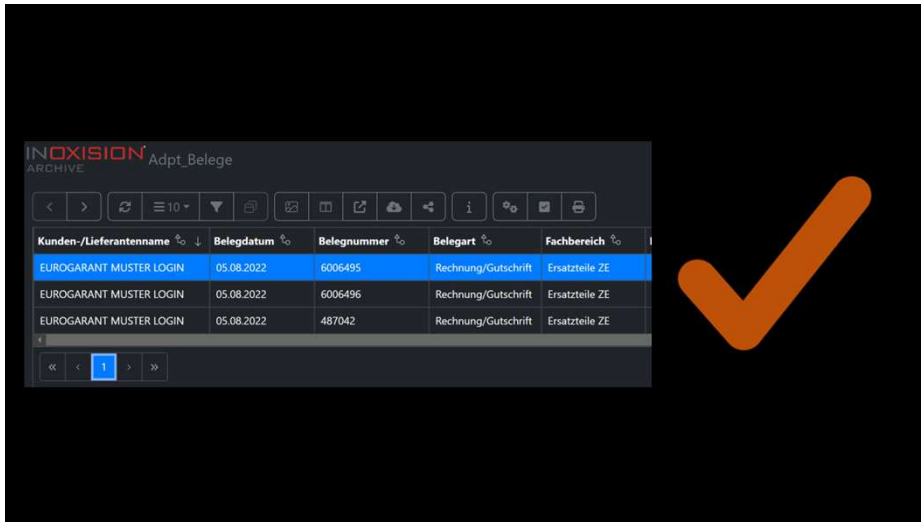 INOXISION
ARCHIVE
Adpt_Belege
10
Kunden-/Lieferantenname Belegdatum Belegnummer Belegart Fachbereich
EUROGARANT MUSTER LOGIN 05.08.2022 6006495 Rechnung/Gutschrift Ersatzteile ZE
EUROGARANT MUSTER LOGIN 05.08.2022 6006496 Rechnung/Gutschrift Ersatzteile ZE
EUROGARANT MUSTER LOGIN 05.08.2022 487042 Rechnung/Gutschrift Ersatzteile ZE
« < 1 > »